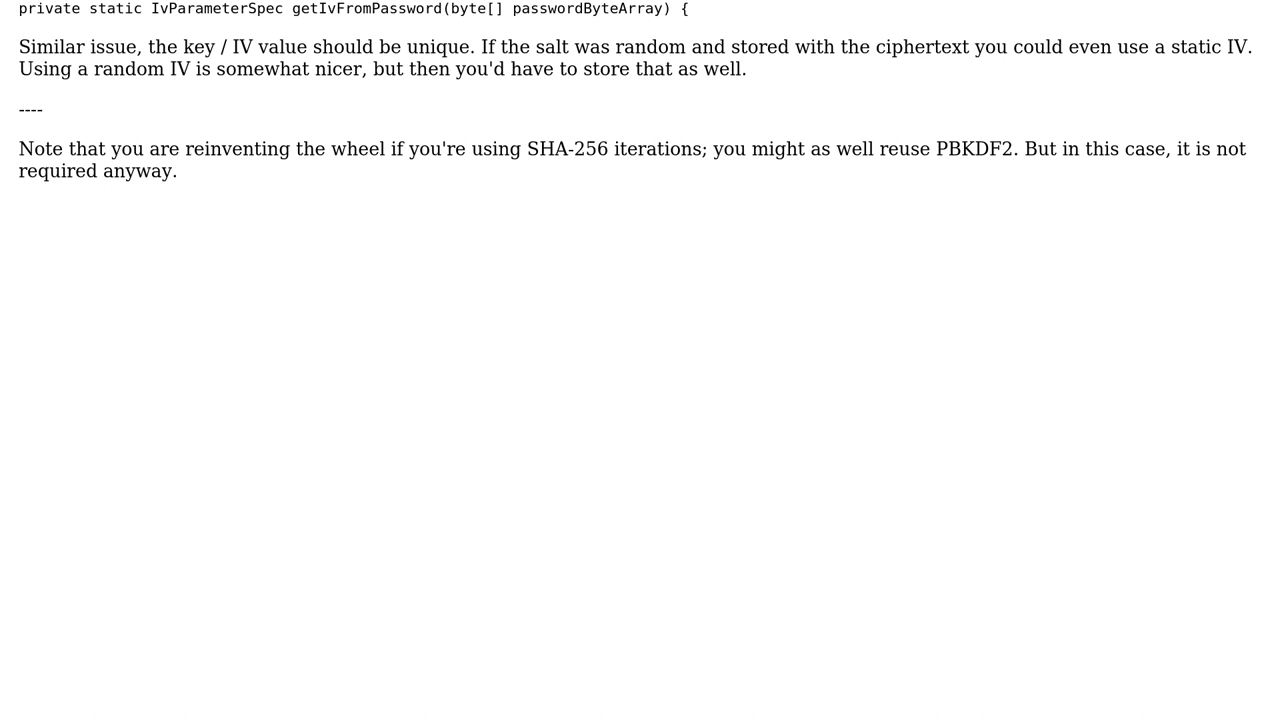 private static IvParameterSpec getIvFromPassword(byte[] passwordByteArray) {
Similar issue, the key / IV value should be unique. If the salt was random and stored with the ciphertext you could even use a static IV.
Using a random IV is somewhat nicer, but then you'd have to store that as well.
----
Note that you are reinventing the wheel if you're using SHA-256 iterations; you might as well reuse PBKDF2. But in this case, it is not
required anyway.